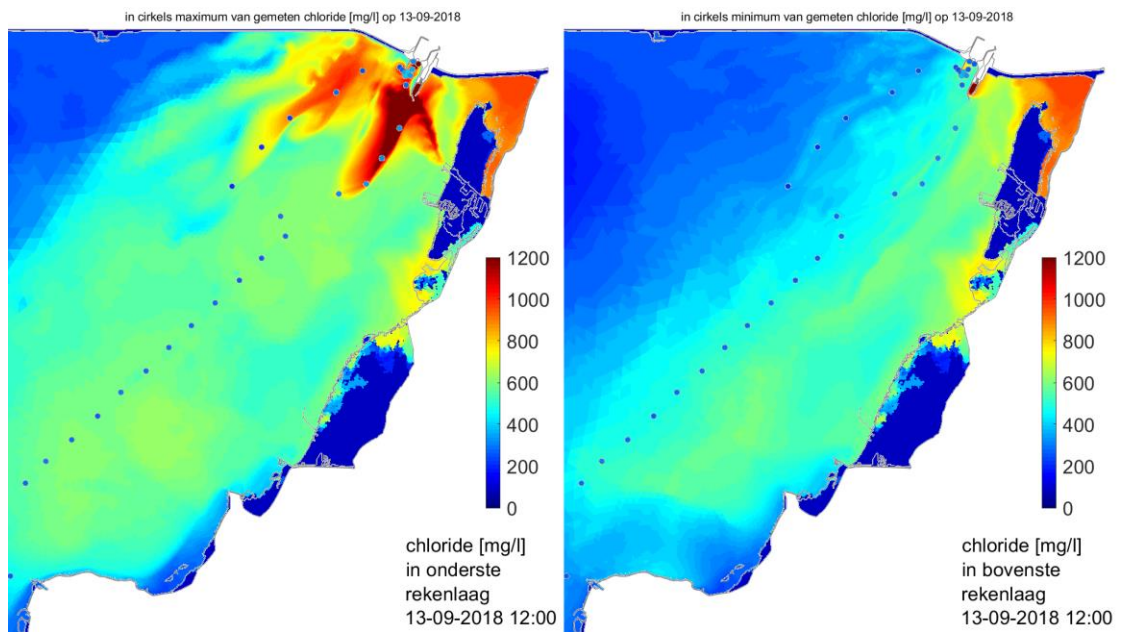 in cirkels maximum van gemeten chloride [mg/l] op 13-09-2018
1200
1000
800
600
400
200
0
chloride [mg/l]
in onderste
rekenlaag
13-09-2018 12:00
in cirkels minimum van gemeten chloride [mg/l] op 13-09-2018
1200
1000
800
600
400
200
0
chloride [mg/l]
in bovenste
rekenlaag
13-09-2018 12:00